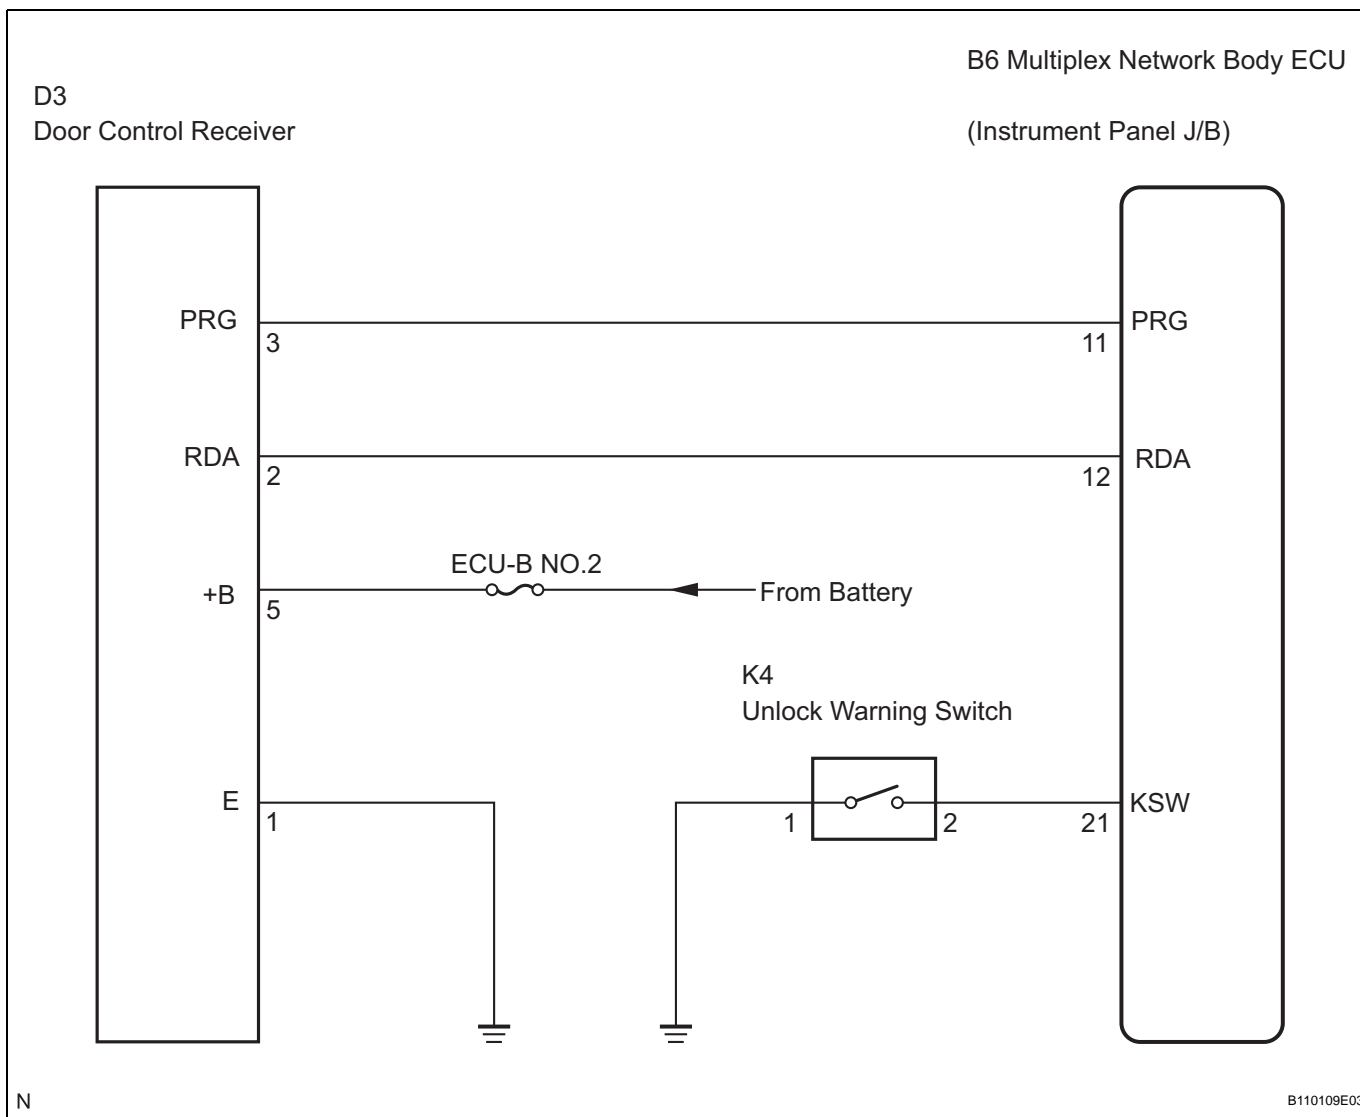 B6 Multiplex Network Body ECU
D3
Door Control Receiver
(Instrument Panel J/B)
PRG
3
11
PRG
RDA
2
12
RDA
ECU-B NO.2
+B
5
From Battery
K4
Unlock Warning Switch
E
1
1
2
21
KSW
N
B110109E03